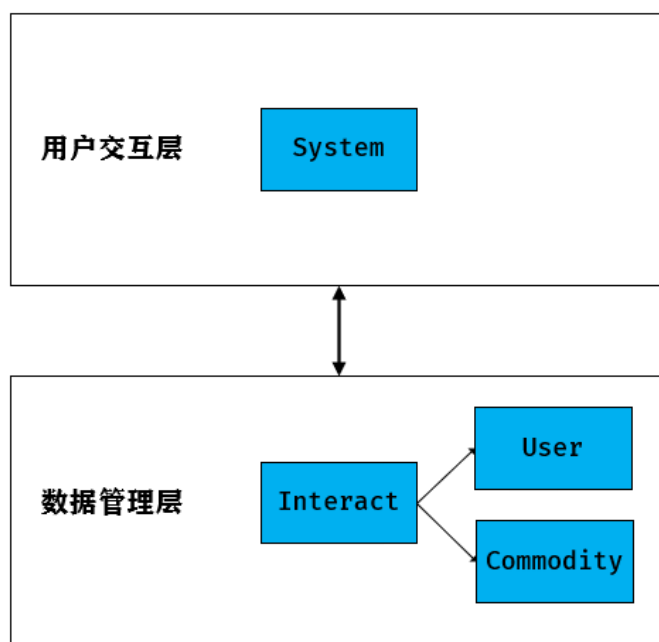 用户交互层
System
User
数据管理层
Interact
Commodity